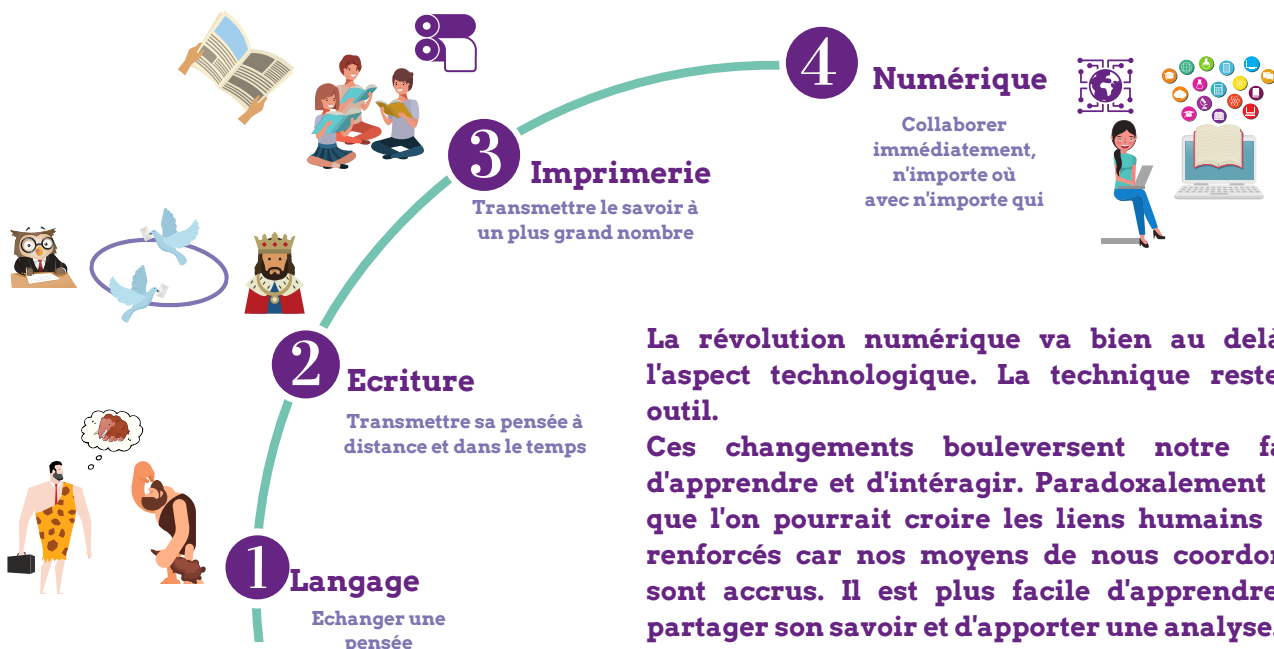 4
Numérique
Collaborer
immédiatement,
n'importe où
avec n'importe qui
3
Imprimerie
Transmettre le savoir à
un plus grand nombre
2
Ecriture
Transmettre sa pensée à
distance et dans le temps
1
Langage
Echanger une
pensée
La révolution numérique va bien au delà
l'aspect technologique. La technique reste
outil.
Ces changements bouleversent notre
d'apprendre et d'intéragir. Paradoxalement
que l'on pourrait croire les liens humains
renforcés car nos moyens de nous
sont accrus. Il est plus facile d'apprendre
partager son savoir et d'apporter une analyse.